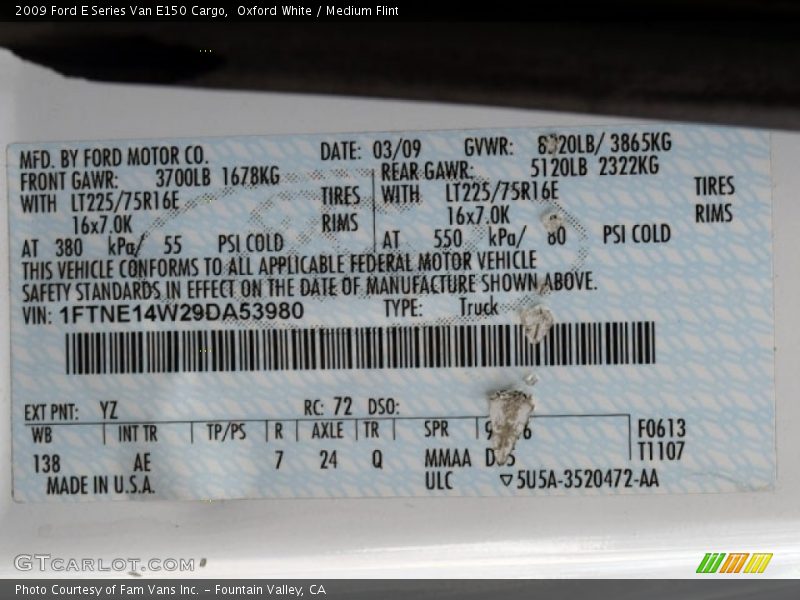 2009 Ford E Series Van E150 Cargo,  Oxford White / Medium Flint
MFD. BY FORD MOTOR CO. DATE: 03/09 GVWR: 8520LB/ 3865KG
FRONT GAWR: 3700LB 1678KG REAR GAWR: 5120LB 2322KG
WITH LT225/75R16E TIRES WITH LT225/75R16E TIRES
16x7.0K RIMS 16x7.0K RIMS
AT 380 kPa/ 55 PSI COLD AT 550 kPa/ 80 PSI COLD
THIS VEHICLE CONFORMS TO ALL APPLICABLE FEDERAL MOTOR VEHICLE
SAFETY STANDARDS IN EFFECT ON THE DATE OF MANUFACTURE SHOWN ABOVE.
VIN: 1FTNE14W29DA53980 TYPE: Truck
EXT PNT: YZ RC: 72 DSO:
WB INT TR TP/PS R AXLE TR SPR F0613
138 AE 7 24 Q MMAA T1107
MADE IN U.S.A. ULC ▽5U5A-3520472-AA
GTCARLOT.COM
Photo Courtesy of Fam Vans Inc. - Fountain Valley, CA